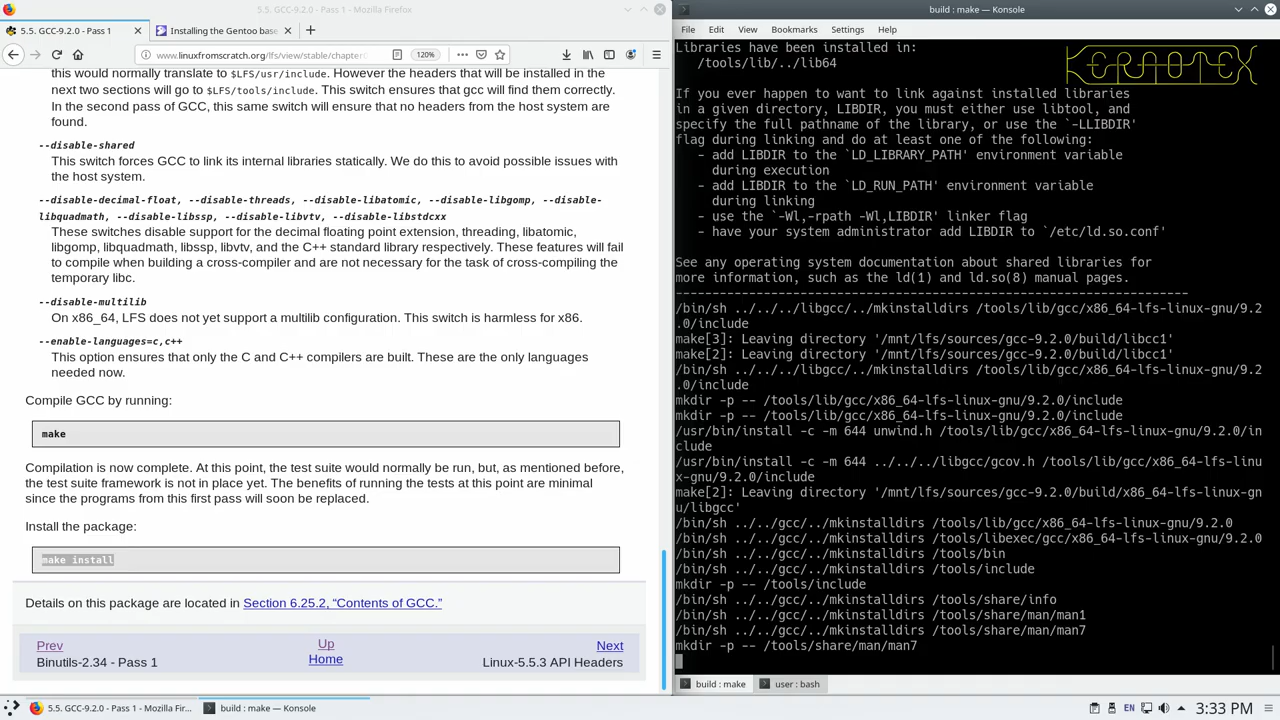 5.5. GCC-9.2.0 - Pass 1 - Mozilla Firefox
5.5. GCC-9.2.0 - Pass 1
Installing the Gentoo base
www.linuxfromscratch.org/lfs/view/stable/chapter
120%
this would normally translate to $LFS/usr/include. However the headers that will be installed in the
next two sections will go to $LFS/tools/include. This switch ensures that gcc will find them correctly.
In the second pass of GCC, this same switch will ensure that no headers from the host system are
found.
--disable-shared
This switch forces GCC to link its internal libraries statically. We do this to avoid possible issues with
the host system.
--disable-decimal-float, --disable-threads, --disable-libatomic, --disable-libgomp, --disable-
libquadmath, --disable-libssp, --disable-libvtv, --disable-libstdcxx
These switches disable support for the decimal floating point extension, threading, libatomic,
libgomp, libquadmath, libssp, libvtv, and the C++ standard library respectively. These features will fail
to compile when building a cross-compiler and are not necessary for the task of cross-compiling the
temporary libc.
--disable-multilib
On x86_64, LFS does not yet support a multilib configuration. This switch is harmless for x86.
--enable-languages=c,c++
This option ensures that only the C and C++ compilers are built. These are the only languages
needed now.
Compile GCC by running:
make
Compilation is now complete. At this point, the test suite would normally be run, but, as mentioned before,
the test suite framework is not in place yet. The benefits of running the tests at this point are minimal
since the programs from this first pass will soon be replaced.
Install the package:
make install
Details on this package are located in Section 6.25.2, “Contents of GCC.”
Prev Up Next
Binutils-2.34 - Pass 1 Home Linux-5.5.3 API Headers
build : make — Konsole
File Edit View Bookmarks Settings Help
KERNOTEX
Libraries have been installed in:
/tools/lib/../lib64
If you ever happen to want to link against installed libraries
in a given directory, LIBDIR, you must either use libtool, and
specify the full pathname of the library, or use the `-LLIBDIR'
flag during linking and do at least one of the following:
- add LIBDIR to the `LD_LIBRARY_PATH' environment variable
during execution
- add LIBDIR to the `LD_RUN_PATH' environment variable
during linking
- use the `-Wl,-rpath -Wl,LIBDIR' linker flag
- have your system administrator add LIBDIR to `/etc/ld.so.conf'
See any operating system documentation about shared libraries for
more information, such as the ld(1) and ld.so(8) manual pages.
----------------------------------------------------------------------
/bin/sh ../../../libgcc/../mkinstalldirs /tools/lib/gcc/x86_64-lfs-linux-gnu/9.2
.0/include
make[3]: Leaving directory '/mnt/lfs/sources/gcc-9.2.0/build/libcc1'
make[2]: Leaving directory '/mnt/lfs/sources/gcc-9.2.0/build/libcc1'
/bin/sh ../../../libgcc/../mkinstalldirs /tools/lib/gcc/x86_64-lfs-linux-gnu/9.2
.0/include
mkdir -p -- /tools/lib/gcc/x86_64-lfs-linux-gnu/9.2.0/include
mkdir -p -- /tools/lib/gcc/x86_64-lfs-linux-gnu/9.2.0/include
/usr/bin/install -c -m 644 unwind.h /tools/lib/gcc/x86_64-lfs-linux-gnu/9.2.0/in
clude
/usr/bin/install -c -m 644 ../../../libgcc/gcov.h /tools/lib/gcc/x86_64-lfs-linu
x-gnu/9.2.0/include
make[2]: Leaving directory '/mnt/lfs/sources/gcc-9.2.0/build/x86_64-lfs-linux-gn
u/libgcc'
/bin/sh ../../gcc/../mkinstalldirs /tools/lib/gcc/x86_64-lfs-linux-gnu/9.2.0
/bin/sh ../../gcc/../mkinstalldirs /tools/libexec/gcc/x86_64-lfs-linux-gnu/9.2.0
/bin/sh ../../gcc/../mkinstalldirs /tools/bin
/bin/sh ../../gcc/../mkinstalldirs /tools/include
mkdir -p -- /tools/include
/bin/sh ../../gcc/../mkinstalldirs /tools/share/info
/bin/sh ../../gcc/../mkinstalldirs /tools/share/man/man1
/bin/sh ../../gcc/../mkinstalldirs /tools/share/man/man7
mkdir -p -- /tools/share/man/man7
build : make user : bash
5.5. GCC-9.2.0 - Pass 1 - Mozilla Fir... build : make — Konsole EN 3:33 PM